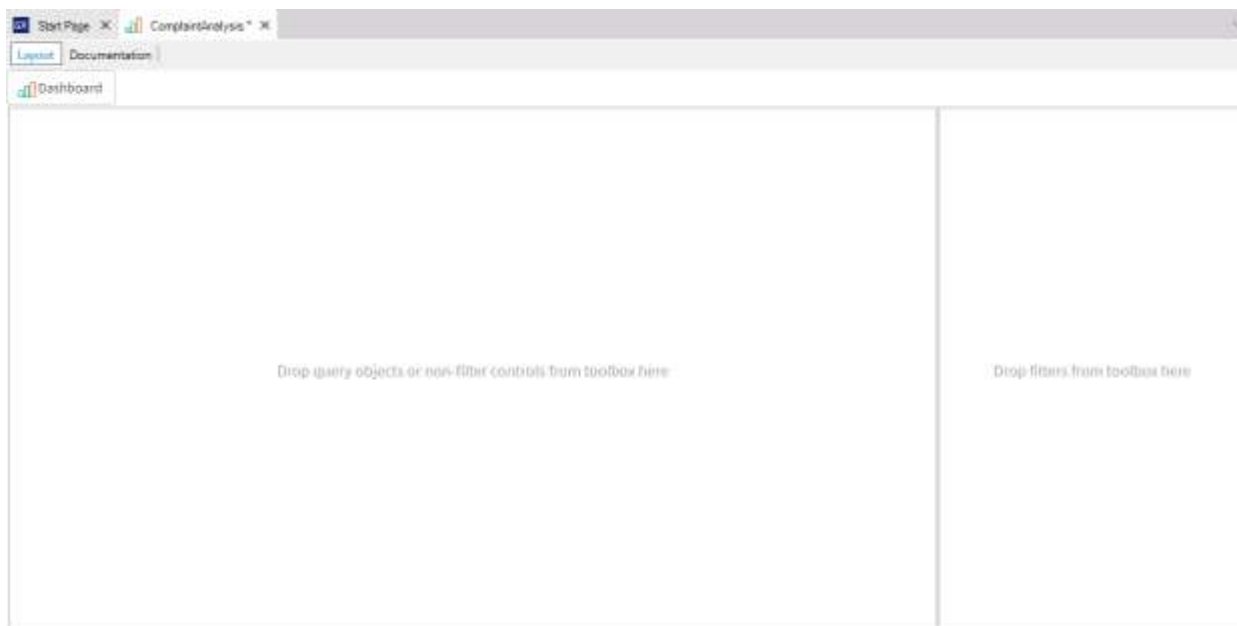 GX Start Page ComplaintAnalysis *
Layout Documentation
Dashboard
Drop query objects or non-filter controls from toolbox here
Drop filters from toolbox here